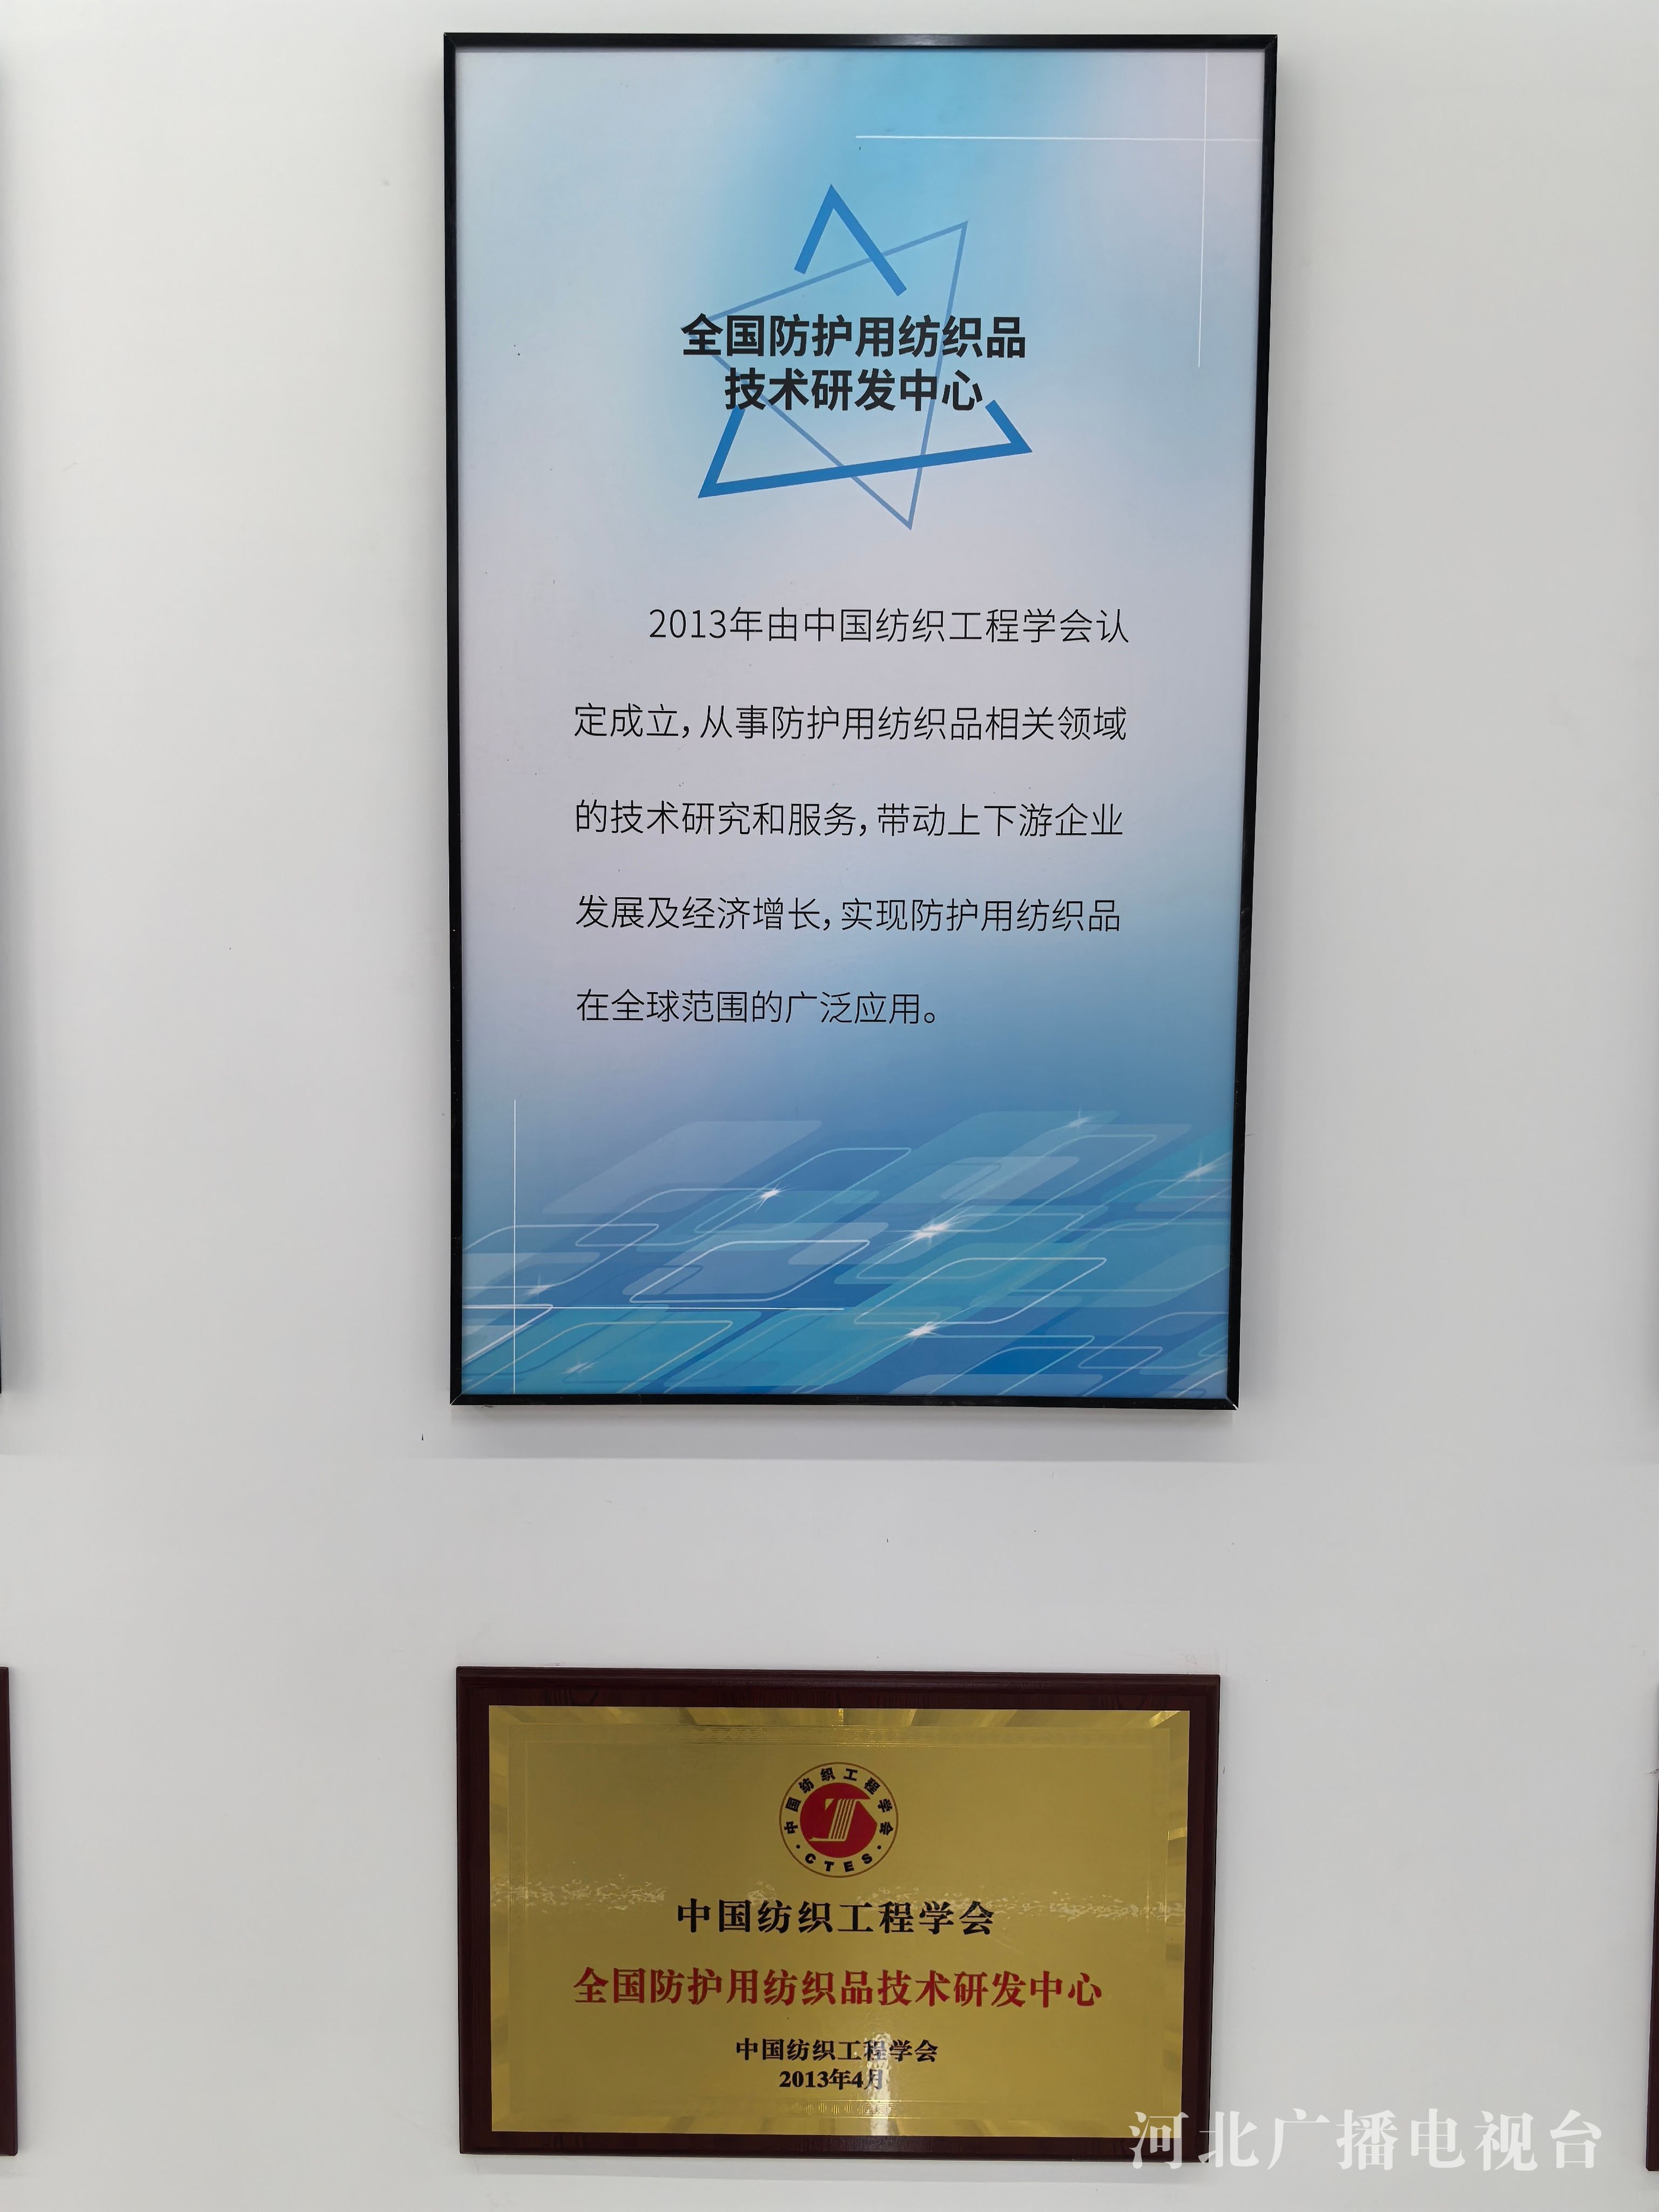 全国防护用纺织品
技术研发中心
2013年由中国纺织工程学会认
定成立，从事防护用纺织品相关领域
的技术研究和服务，带动上下游企业
发展及经济增长，实现防护用纺织品
在全球范围的广泛应用。
中国纺织工程学会
·CTES·
中国纺织工程学会
全国防护用纺织品技术研发中心
中国纺织工程学会
2013年4月
河北广播电视台